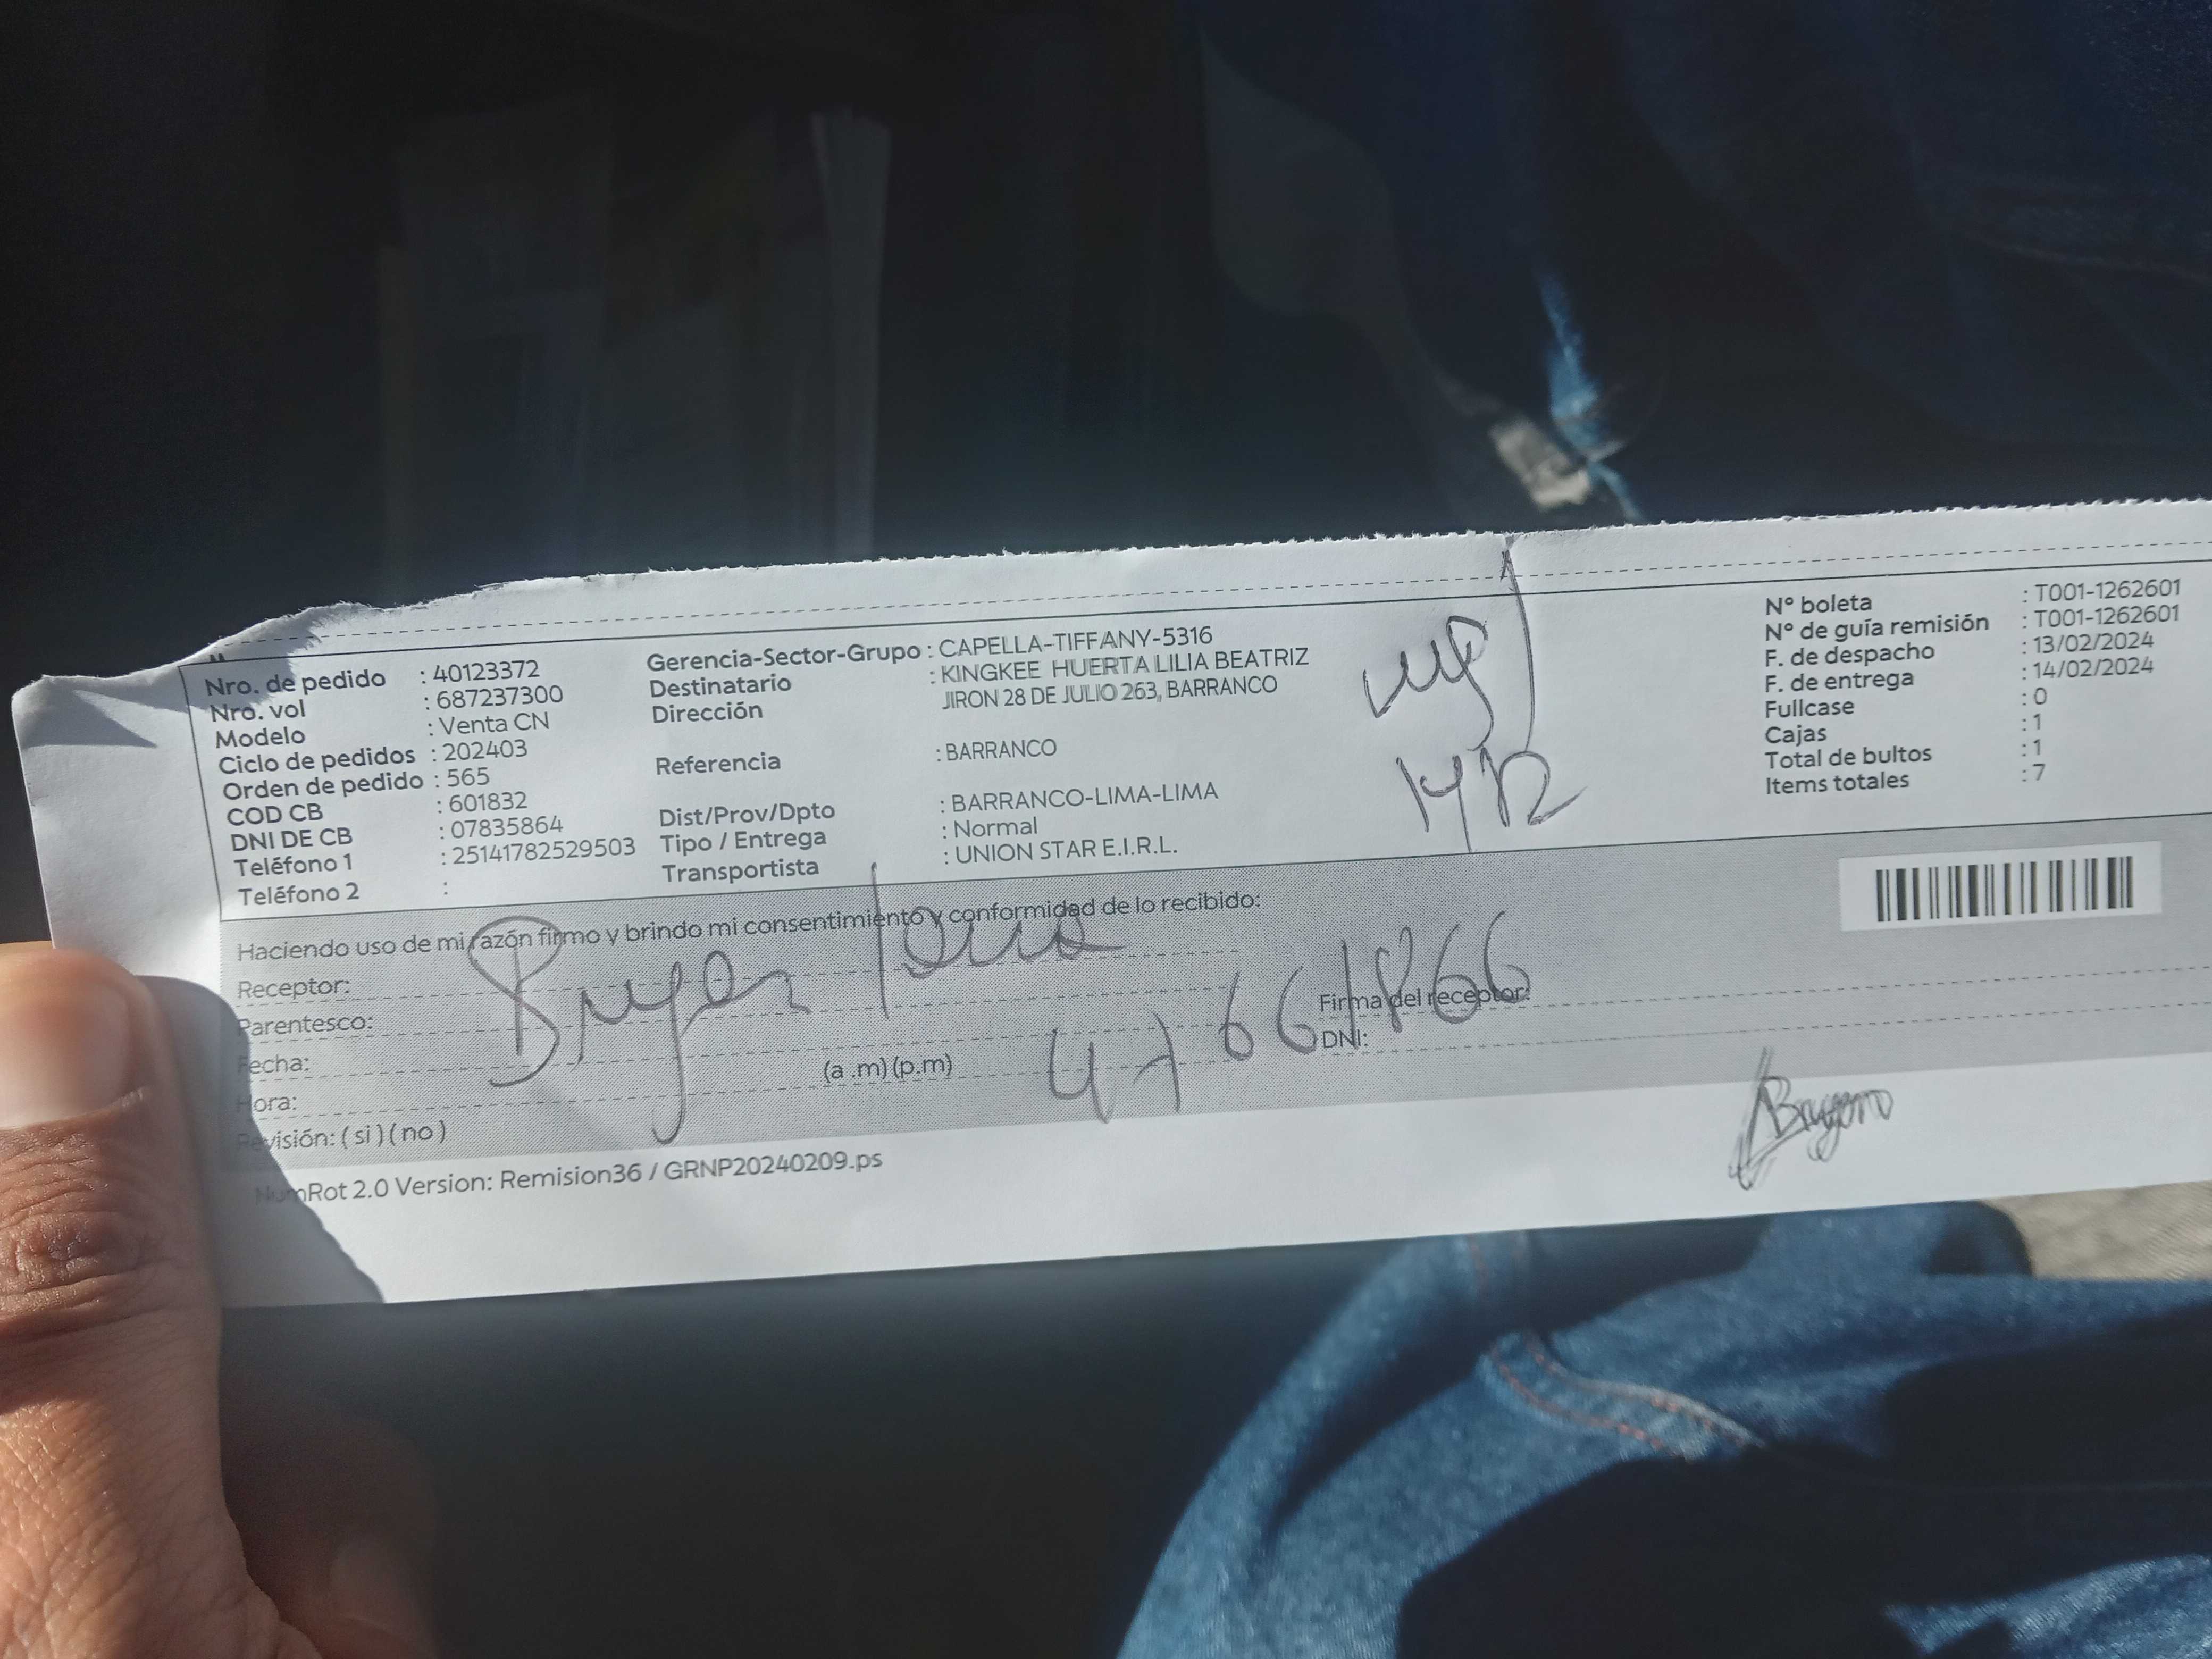 Nro. de pedido : 40123372
Nro. vol : 687237300
Modelo : Venta CN
Ciclo de pedidos : 202403
Orden de pedido : 565
COD CB : 601832
DNI DE CB : 07835864
Teléfono 1 : 25141782529503
Teléfono 2 :
Gerencia-Sector-Grupo : CAPELLA-TIFFANY-5316
Destinatario : KINGKEE HUERTA LILIA BEATRIZ
Dirección JIRON 28 DE JULIO 263, BARRANCO
Referencia : BARRANCO
Dist/Prov/Dpto : BARRANCO-LIMA-LIMA
Tipo / Entrega : Normal
Transportista : UNION STAR E.I.R.L.
N° boleta : T001-1262601
N° de guía remisión : T001-1262601
F. de despacho : 13/02/2024
F. de entrega : 14/02/2024
Fullcase : 0
Cajas : 1
Total de bultos : 1
Items totales : 7
Haciendo uso de mi razón firmo y brindo mi consentimiento y conformidad de lo recibido:
Receptor:
Parentesco:
Fecha:
Hora: (a .m) (p.m)
Revisión: ( si ) ( no )
Bryan
47661866
Firma del receptor:
DNI:
NumRot 2.0 Version: Remision36 / GRNP20240209.ps